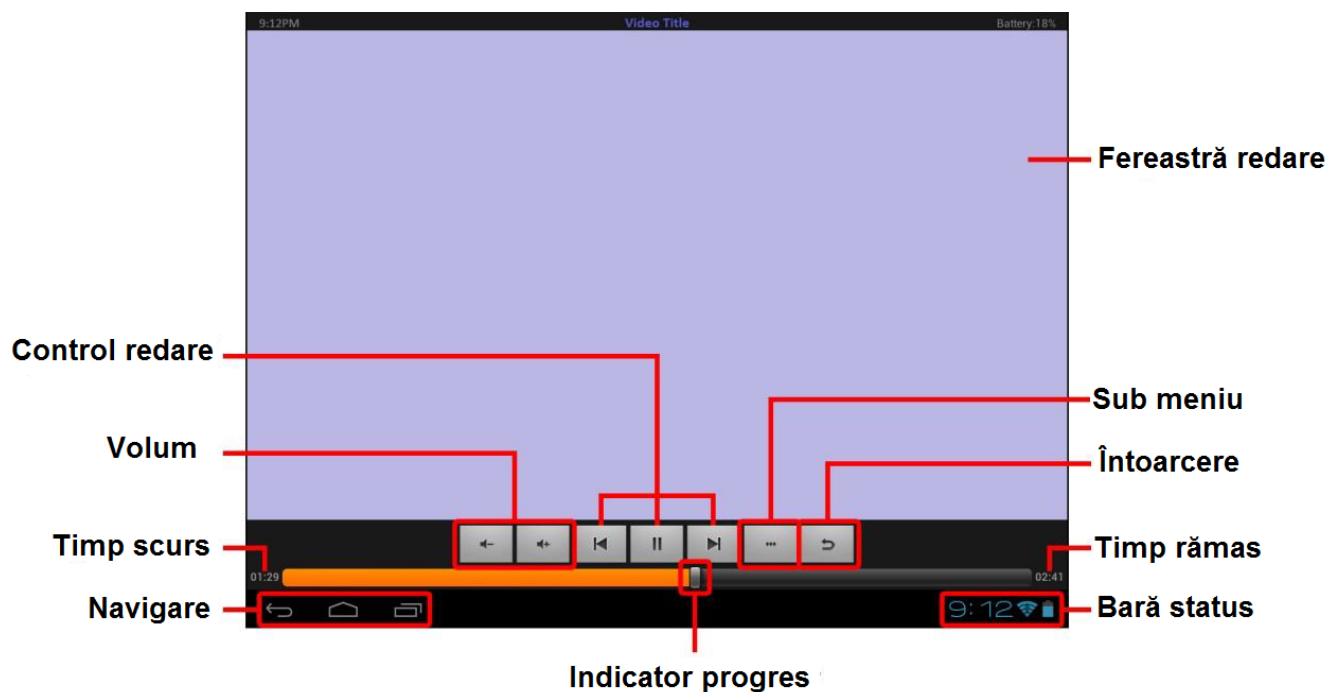 9:12PM Video Title Battery:18%
Fereastră redare
Control redare
Sub meniu
Volum
Întoarcere
Timp scurs
Timp rămas
01:29 02:41
Navigare
9:12
Bară status
Indicator progres